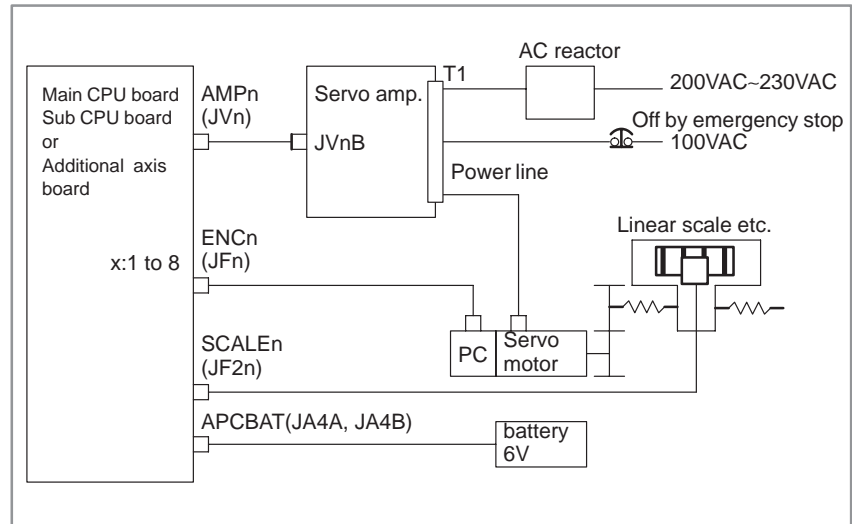 AC reactor
T1
200VAC~230VAC
Main CPU board
Sub CPU board
or
Additional axis
board
AMPn
(JVn)
Servo amp.
JVnB
Off by emergency stop
100VAC
Power line
Linear scale etc.
x:1 to 8
ENCn
(JFn)
SCALEn
(JF2n)
PC
Servo
motor
APCBAT(JA4A, JA4B)
battery
6V